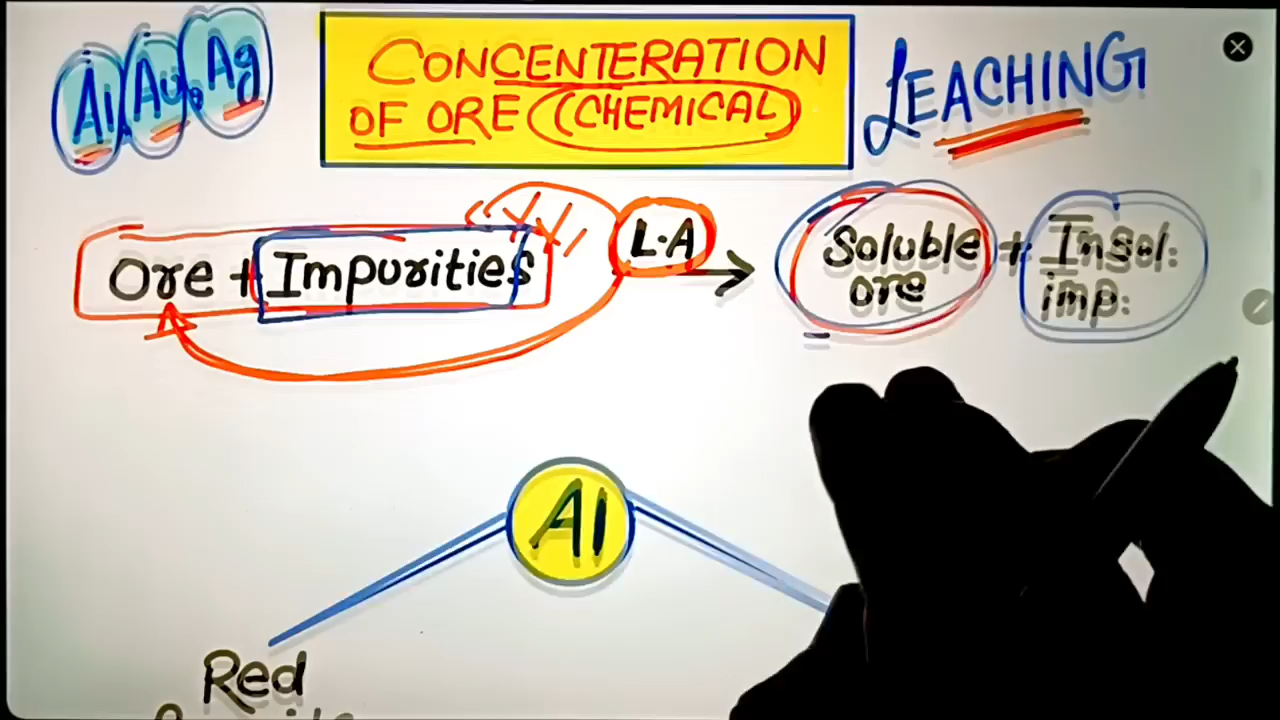 Al, Au, Ag
CONCENTERATION
OF ORE (CHEMICAL)
LEACHING
Ore + Impurities L.A → Soluble ore + Insol. imp.
Al
Red